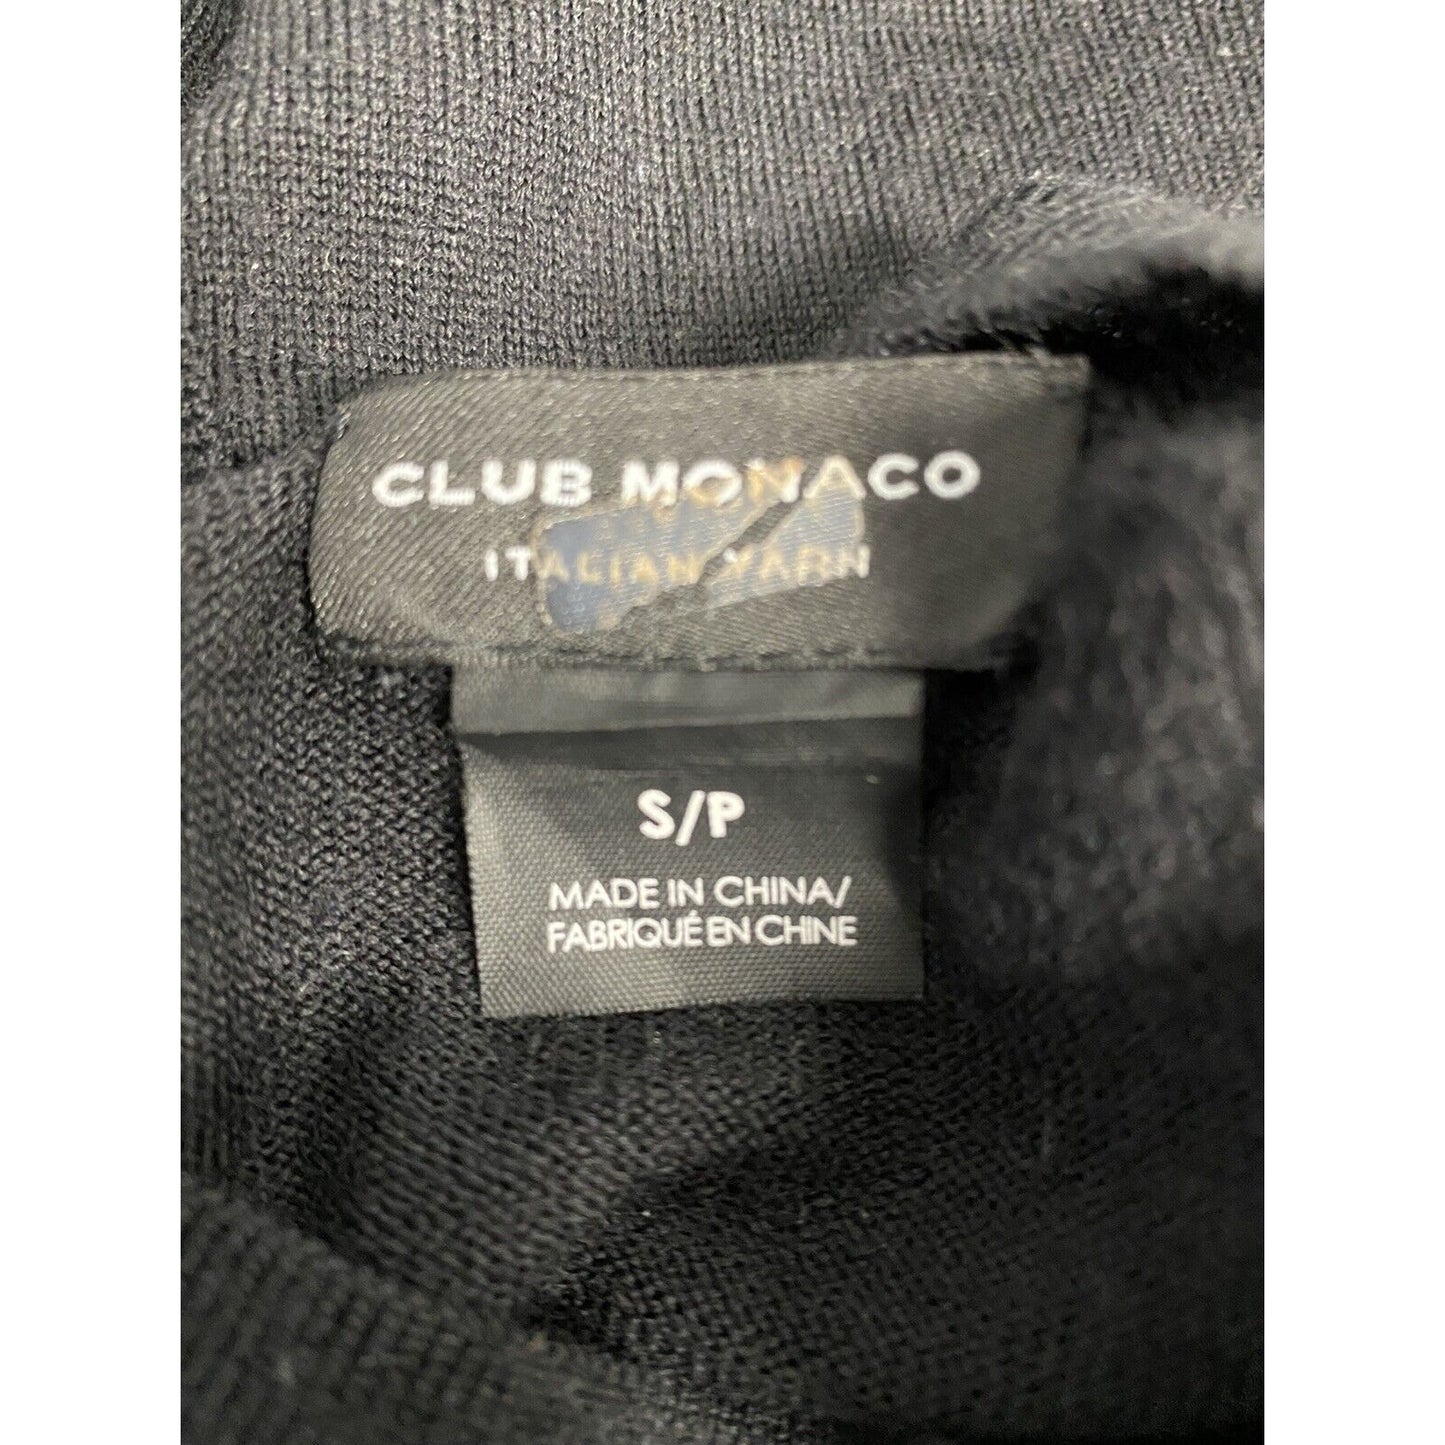 CLUB MONACO
ITALIAN YARN
S/P
MADE IN CHINA/
FABRIQUÉ EN CHINE